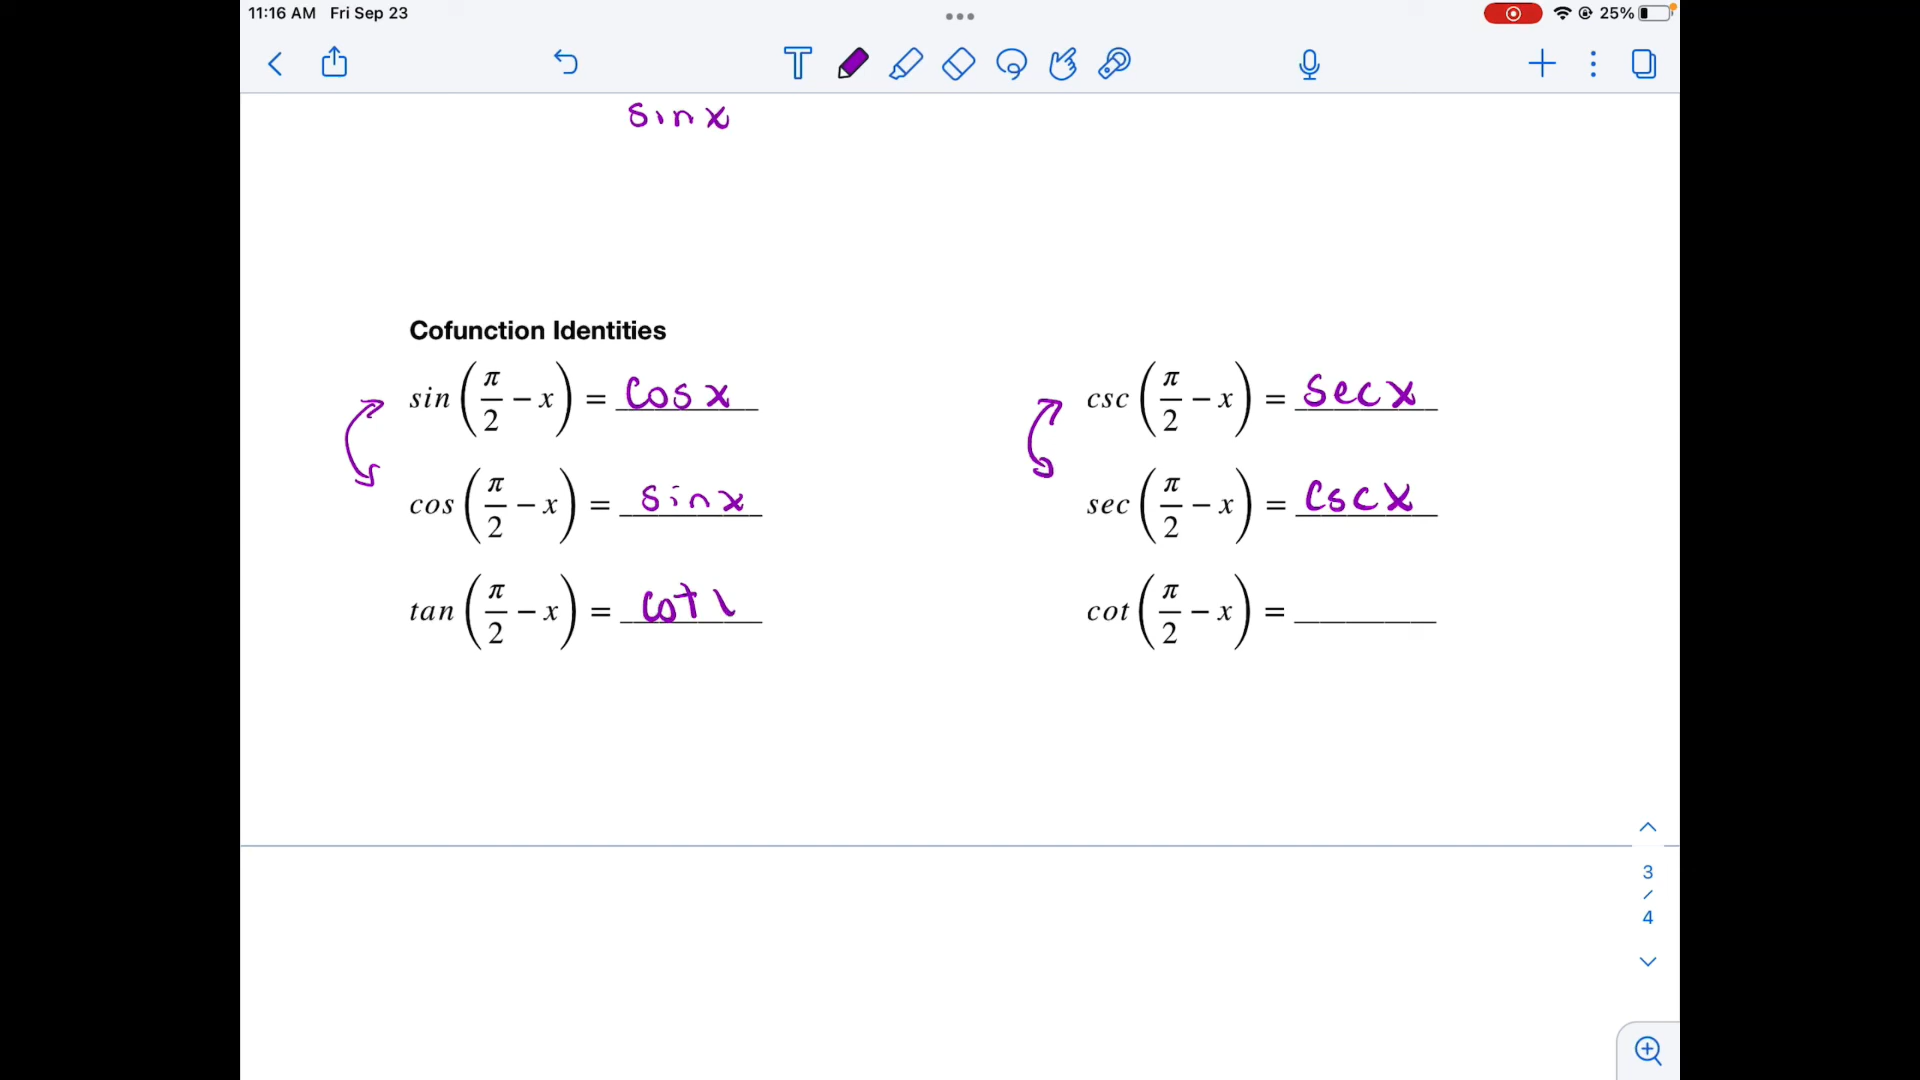 11:16 AM Fri Sep 23
25%
T
sin x
Cofunction Identities
sin(π/2 − x) = cos x
csc(π/2 − x) = sec x
cos(π/2 − x) = sin x
sec(π/2 − x) = csc x
tan(π/2 − x) = cot
cot(π/2 − x) = ________
3
/
4